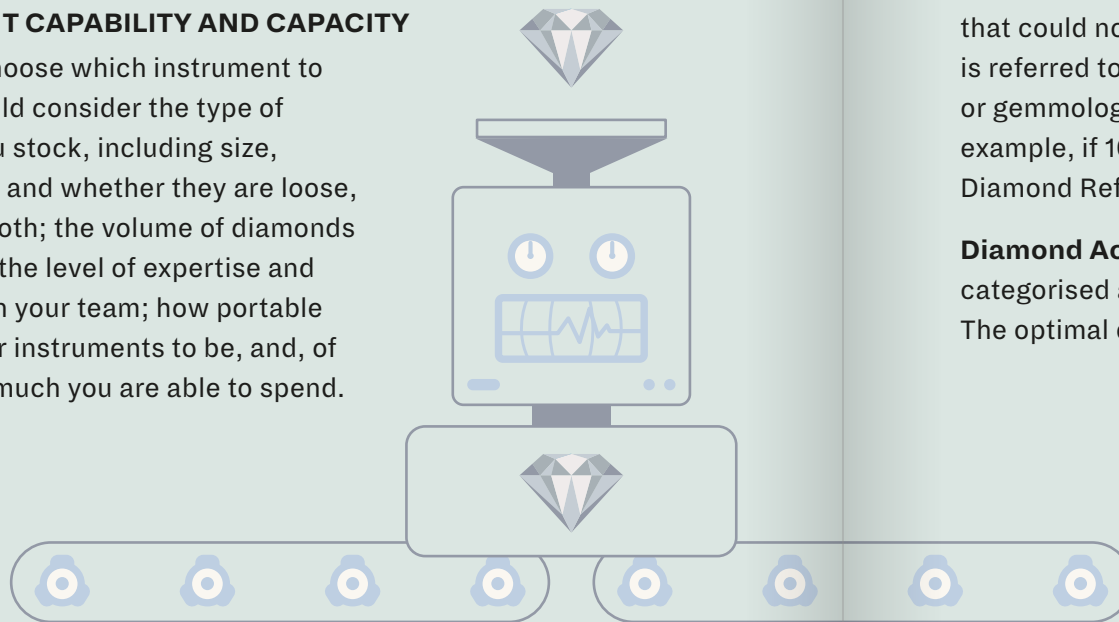 T CAPABILITY AND CAPACITY
oose which instrument to
ld consider the type of
stock, including size,
and whether they are loose,
oth; the volume of diamonds
the level of expertise and
your team; how portable
r instruments to be, and, of
much you are able to spend.
that could no
is referred to
or gemmolog
example, if 1
Diamond Ref
Diamond Ac
categorised
The optimal